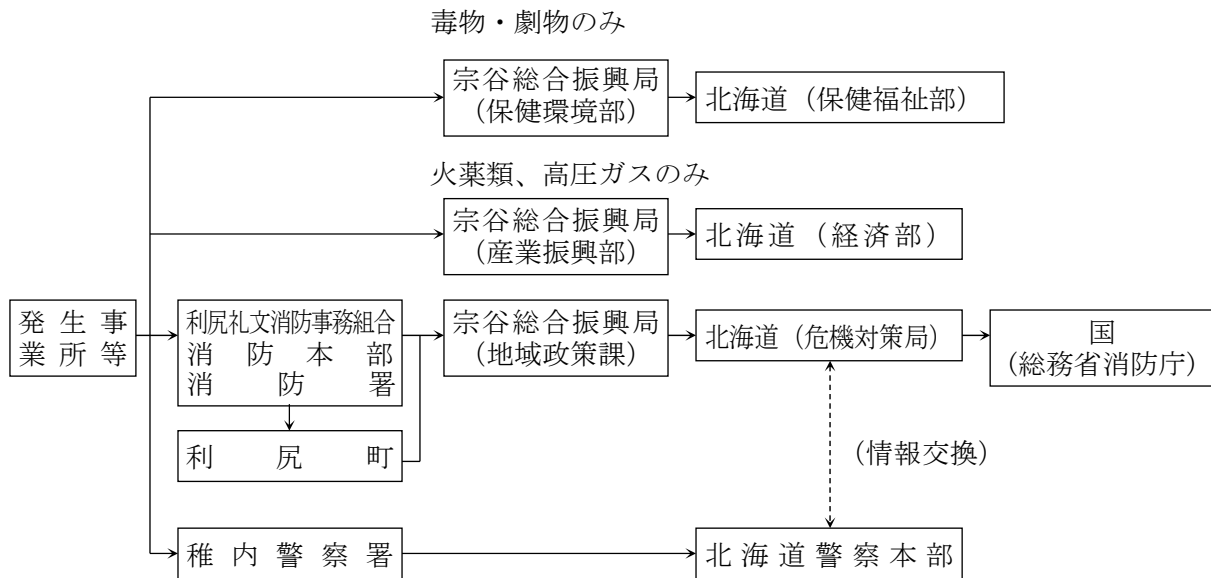 毒物・劇物のみ
宗谷総合振興局
（保健環境部）
北海道（保健福祉部）
火薬類、高圧ガスのみ
宗谷総合振興局
（産業振興部）
北海道（経済部）
発生事
業所等
利尻礼文消防事務組合
消防本部
消防署
宗谷総合振興局
（地域政策課）
北海道（危機対策局）
国
（総務省消防庁）
利尻町
（情報交換）
稚内警察署
北海道警察本部